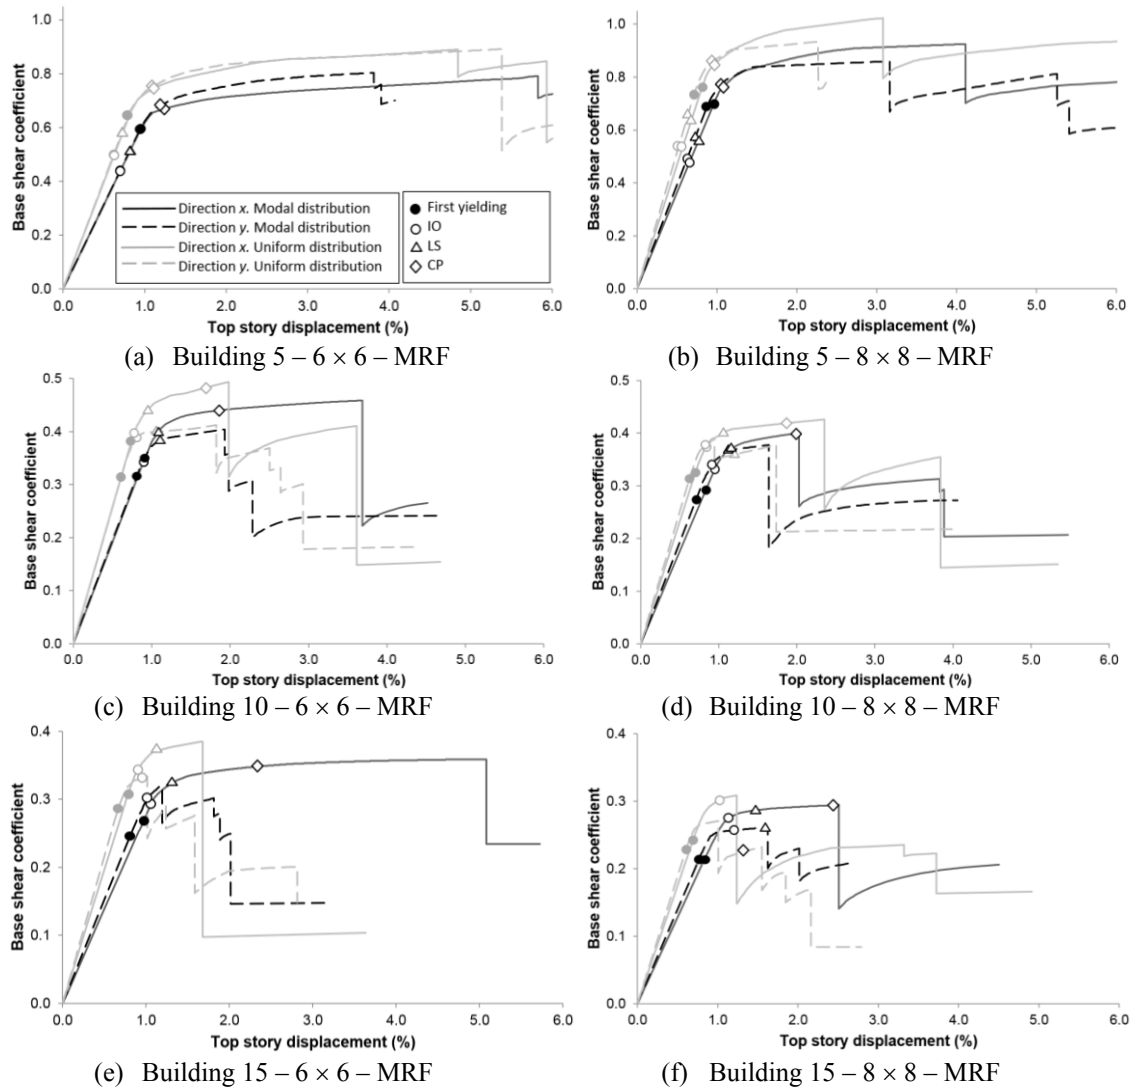 1.0
0.8
0.6
0.4
0.2
0.0
Base shear coefficient
Direction x. Modal distribution
Direction y. Modal distribution
Direction x. Uniform distribution
Direction y. Uniform distribution
First yielding
IO
LS
CP
0.0 1.0 2.0 3.0 4.0 5.0 6.0
Top story displacement (%)
(a) Building 5 – 6 × 6 – MRF
1.0
0.8
0.6
0.4
0.2
0.0
Base shear coefficient
0.0 1.0 2.0 3.0 4.0 5.0 6.0
Top story displacement (%)
(b) Building 5 – 8 × 8 – MRF
0.5
0.4
0.3
0.2
0.1
0.0
Base shear coefficient
0.0 1.0 2.0 3.0 4.0 5.0 6.0
Top story displacement (%)
(c) Building 10 – 6 × 6 – MRF
0.5
0.4
0.3
0.2
0.1
0.0
Base shear coefficient
0.0 1.0 2.0 3.0 4.0 5.0 6.0
Top story displacement (%)
(d) Building 10 – 8 × 8 – MRF
0.4
0.3
0.2
0.1
0.0
Base shear coefficient
0.0 1.0 2.0 3.0 4.0 5.0 6.0
Top story displacement (%)
(e) Building 15 – 6 × 6 – MRF
0.4
0.3
0.2
0.1
0.0
Base shear coefficient
0.0 1.0 2.0 3.0 4.0 5.0 6.0
Top story displacement (%)
(f) Building 15 – 8 × 8 – MRF